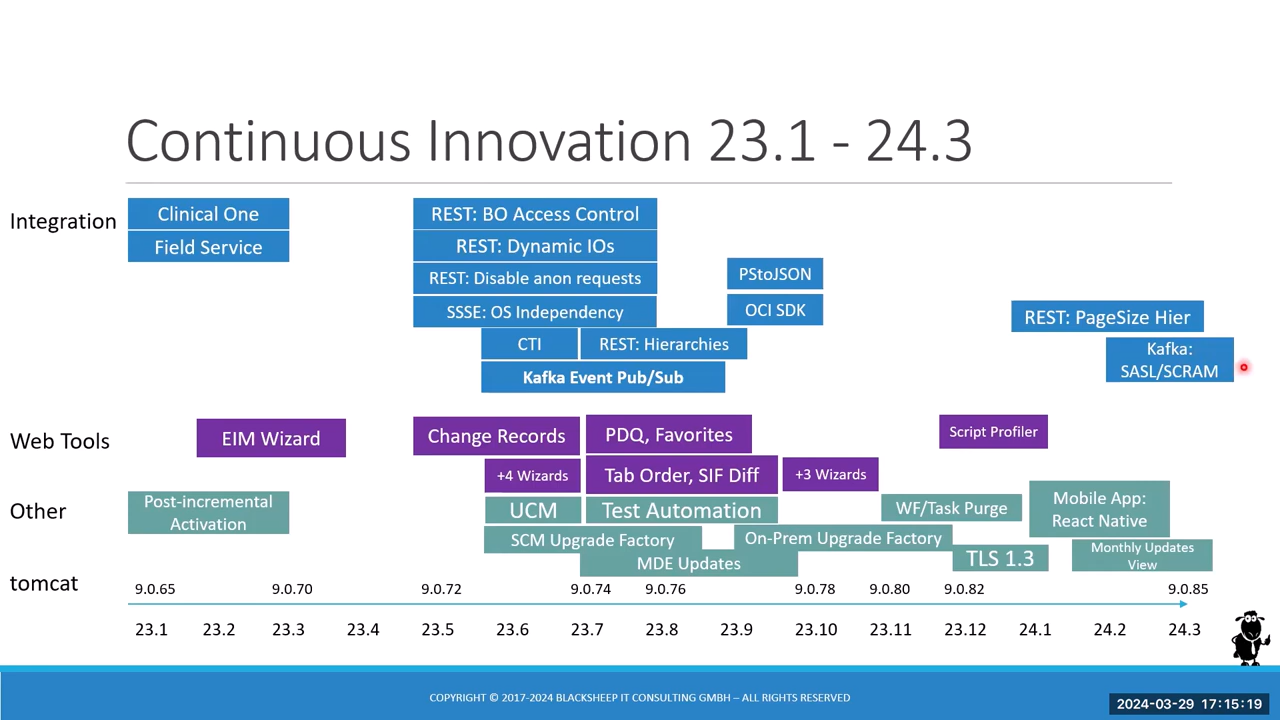 Continuous Innovation 23.1 - 24.3
Integration
Clinical One
Field Service
REST: BO Access Control
REST: Dynamic IOs
REST: Disable anon requests
SSSE: OS Independency
CTI
REST: Hierarchies
Kafka Event Pub/Sub
PStoJSON
OCI SDK
REST: PageSize Hier
Kafka:
SASL/SCRAM
Web Tools
EIM Wizard
Change Records
PDQ, Favorites
Script Profiler
+4 Wizards
Tab Order, SIF Diff
+3 Wizards
Other
Post-incremental
Activation
UCM
Test Automation
WF/Task Purge
Mobile App:
React Native
SCM Upgrade Factory
On-Prem Upgrade Factory
MDE Updates
TLS 1.3
Monthly Updates
View
tomcat
9.0.65 9.0.70 9.0.72 9.0.74 9.0.76 9.0.78 9.0.80 9.0.82 9.0.85
23.1 23.2 23.3 23.4 23.5 23.6 23.7 23.8 23.9 23.10 23.11 23.12 24.1 24.2 24.3
COPYRIGHT © 2017-2024 BLACKSHEEP IT CONSULTING GMBH – ALL RIGHTS RESERVED
2024-03-29 17:15:19